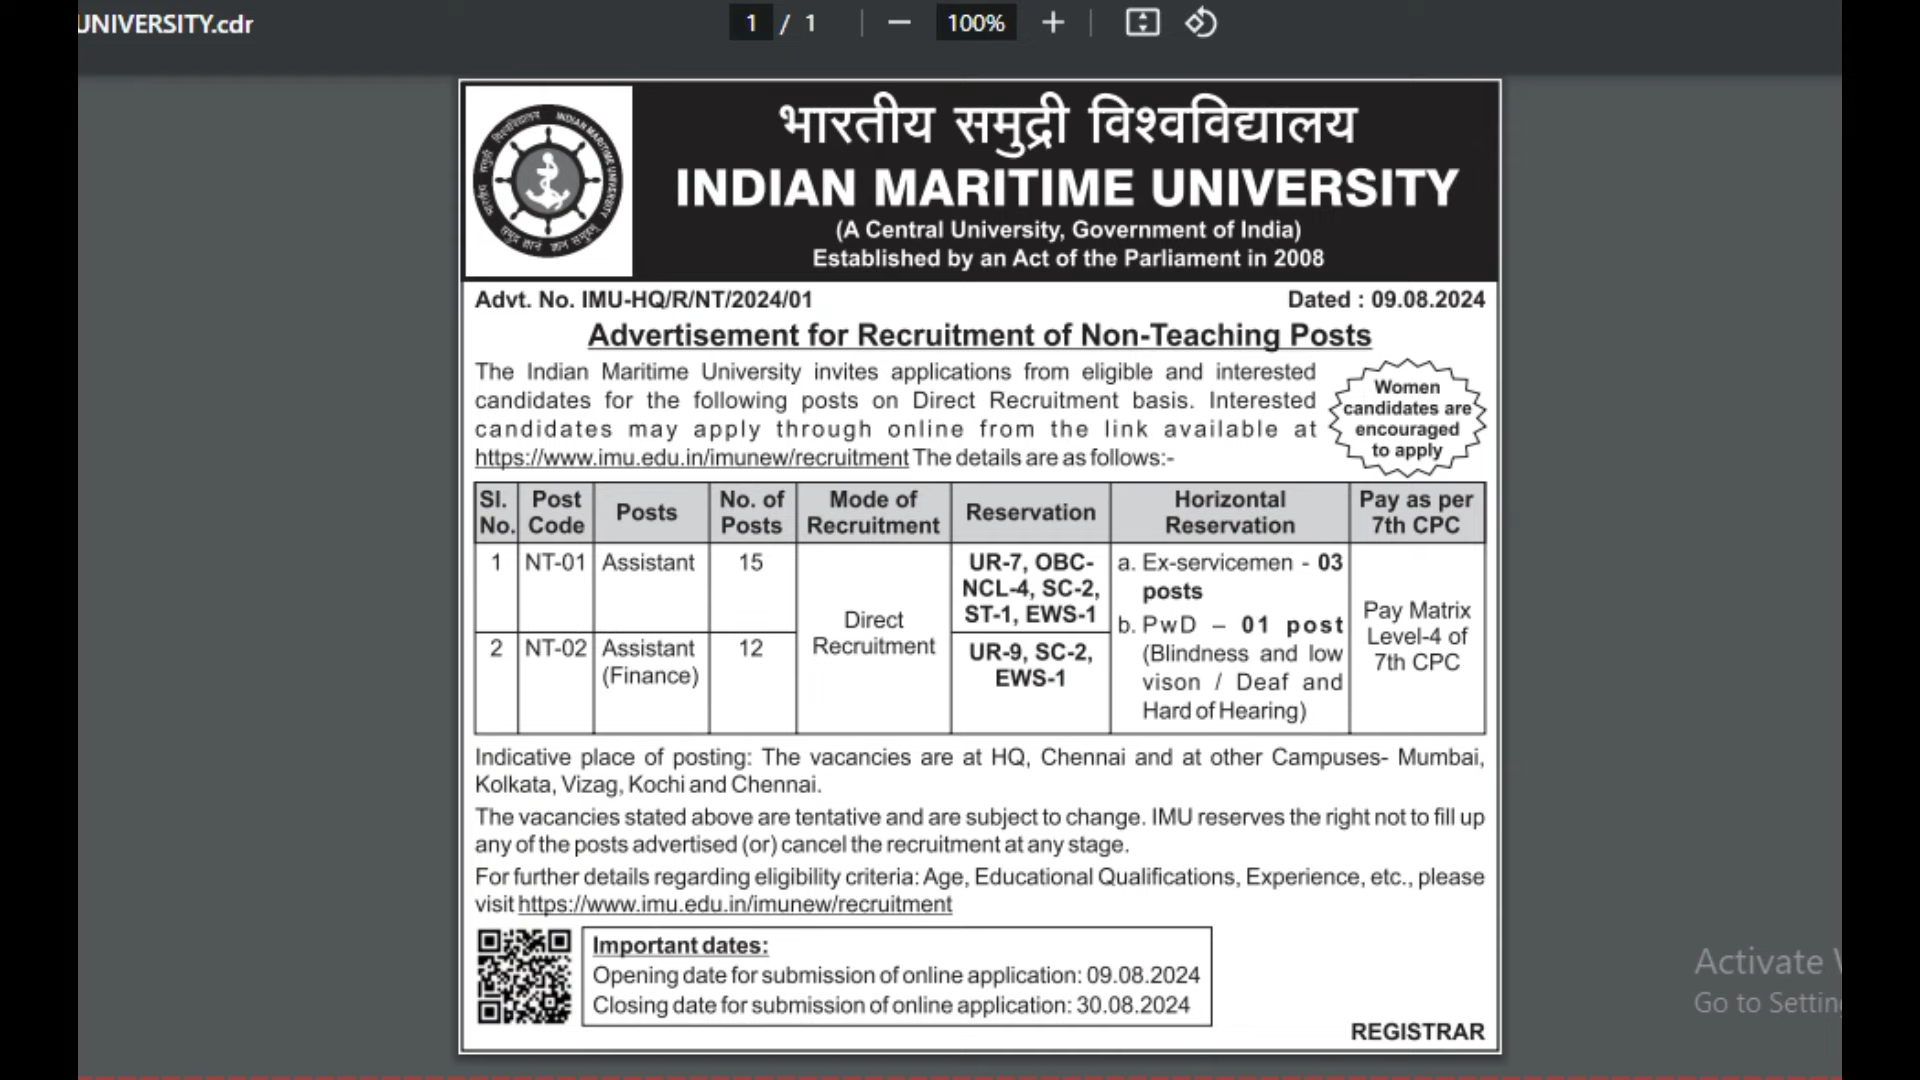 UNIVERSITY.cdr
1 / 1
100%
भारतीय समुद्री विश्वविद्यालय
INDIAN MARITIME UNIVERSITY
(A Central University, Government of India)
Established by an Act of the Parliament in 2008
INDIAN MARITIME UNIVERSITY
Advt. No. IMU-HQ/R/NT/2024/01
Dated : 09.08.2024
Advertisement for Recruitment of Non-Teaching Posts
The Indian Maritime University invites applications from eligible and interested
candidates for the following posts on Direct Recruitment basis. Interested
candidates may apply through online from the link available at
https://www.imu.edu.in/imunew/recruitment The details are as follows:-
Women
candidates are
encouraged
to apply
Sl. No. Post Code Posts No. of Posts Mode of Recruitment Reservation Horizontal Reservation Pay as per 7th CPC
1 NT-01 Assistant 15
Direct
Recruitment
UR-7, OBC-
NCL-4, SC-2,
ST-1, EWS-1
2 NT-02 Assistant
(Finance)
12
UR-9, SC-2,
EWS-1
a. Ex-servicemen - 03
posts
b. PwD – 01 post
(Blindness and low
vison / Deaf and
Hard of Hearing)
Pay Matrix
Level-4 of
7th CPC
Indicative place of posting: The vacancies are at HQ, Chennai and at other Campuses- Mumbai,
Kolkata, Vizag, Kochi and Chennai.
The vacancies stated above are tentative and are subject to change. IMU reserves the right not to fill up
any of the posts advertised (or) cancel the recruitment at any stage.
For further details regarding eligibility criteria: Age, Educational Qualifications, Experience, etc., please
visit https://www.imu.edu.in/imunew/recruitment
Important dates:
Opening date for submission of online application: 09.08.2024
Closing date for submission of online application: 30.08.2024
REGISTRAR
Activate
Go to Settin